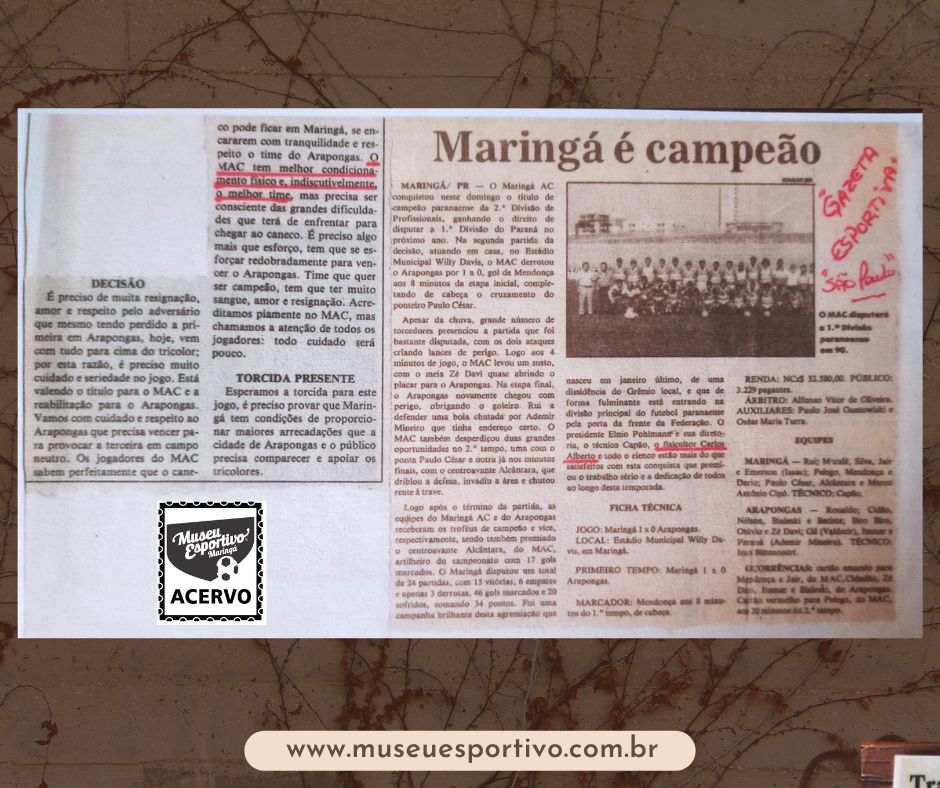 DECISÃO
É preciso de muita resignação,
amor e respeito pelo adversário
que mesmo tendo perdido a pri-
meira em Arapongas, hoje, vem
com tudo para cima do tricolor;
por esta razão, é preciso muito
cuidado e seriedade no jogo. Está
valendo o título para o MAC e a
reabilitação para o Arapongas.
Vamos com cuidado e respeito ao
Arapongas que precisa vencer pa-
ra provocar a terceira em campo
neutro. Os jogadores do MAC
sabem perfeitamente que o cane-
co pode ficar em Maringá, se en-
cararem com tranquilidade e res-
peito o time do Arapongas. O
MAC tem melhor condiciona-
mento físico e, indiscutivelmente,
o melhor time, mas precisa ser
consciente das grandes dificulda-
des que terá de enfrentar para
chegar ao caneco. É preciso algo
mais que esforço, tem que se es-
forçar redobradamente para ven-
cer o Arapongas. Time que quer
ser campeão, tem que ter muito
sangue, amor e resignação. Acre-
ditamos piamente no MAC, mas
chamamos a atenção de todos os
jogadores: todo cuidado será
pouco.
TORCIDA PRESENTE
Esperamos a torcida para este
jogo, é preciso provar que Marin-
gá tem condições de proporcio-
nar maiores arrecadações que a
cidade de Arapongas e o público
precisa comparecer e apoiar os
tricolores.
Maringá é campeão
MARINGÁ/ PR — O Maringá AC
conquistou neste domingo o título de
campeão paranaense da 2.ª Divisão de
Profissionais, ganhando o direito de
disputar a 1.ª Divisão do Paraná no
próximo ano. Na segunda partida da
decisão, atuando em casa, no Estádio
Municipal Willy Davis, o MAC derrotou
o Arapongas por 1 a 0, gol de Mendonça
aos 8 minutos da etapa inicial, comple-
tando de cabeça o cruzamento do
ponteiro Paulo César.
Apesar da chuva, grande número de
torcedores presenciou a partida que foi
bastante disputada, com os dois ataques
criando lances de perigo. Logo aos 4
minutos de jogo, o MAC levou um susto,
com o meia Zé Davi quase abrindo o
placar para o Arapongas. Na etapa final,
o Arapongas novamente chegou com
perigo, obrigando o goleiro Rui a
defender uma bola chutada por Ademir
Mineiro que tinha endereço certo. O
MAC também desperdiçou duas grandes
oportunidades no 2.º tempo, uma com o
ponta Paulo César e outra já nos minutos
finais, com o centroavante Alcântara, que
driblou a defesa, invadiu a área e chutou
rente à trave.
Logo após o término da partida, as
equipes do Maringá AC e do Arapongas
receberam os troféus de campeão e vice,
respectivamente, sendo também premiado
o centroavante Alcântara, do MAC,
artilheiro do campeonato com 17 gols
marcados. O Maringá disputou um total
de 24 partidas, com 15 vitórias, 6 empates
e apenas 3 derrotas, 46 gols marcados e 20
sofridos, somando 34 pontos. Foi uma
campanha brilhante desta agremiação que
nasceu em janeiro último, de uma
dissidência do Grêmio local, e que de
forma fulminante está entrando na
divisão principal do futebol paranaense
pela porta da frente da Federação. O
presidente Elnio Pohlmann e sua direto-
ria, o técnico Capão, o fisicultor Carlos
Alberto e todo o elenco estão mais do que
satisfeitos com esta conquista que premi-
ou o trabalho sério e a dedicação de todos
ao longo desta temporada.
FICHA TÉCNICA
JOGO: Maringá 1 x 0 Arapongas.
LOCAL: Estádio Municipal Willy Da-
vis, em Maringá.
PRIMEIRO TEMPO: Maringá 1 x 0
Arapongas.
MARCADOR: Mendonça aos 8 minu-
tos do 1.º tempo, de cabeça.
O MAC disputará
a 1.ª Divisão
paranaense
em 90.
RENDA: NCz$ 32.580,00. PÚBLICO:
3.229 pagantes.
ÁRBITRO: Alfonso Vitor de Oliveira.
AUXILIARES: Paulo José Gustowiski e
Oséas Maria Turra.
EQUIPES
MARINGÁ — Rui; Mucalé, Silva, Jair
e Emerson (Isaac); Pelego, Mendonça e
Dario; Paulo César, Alcântara e Marco
Antônio Cipó. TÉCNICO: Capão.
ARAPONGAS — Ronaldo; Cidão,
Nélson, Bialeski e Batista; Biro Biro,
Otávio e Zé Davi; Gil (Valdecir), Itamar e
Paraná (Ademir Mineiro). TÉCNICO:
Ires Bittencourt.
OCORRÊNCIAS: cartão amarelo para
Mendonça e Jair, do MAC, Cidão, Zé
Davi, Itamar e Bialeski, do Arapongas.
Cartão vermelho para Pelego, do MAC,
aos 20 minutos do 2.º tempo.
"GAZETA
ESPORTIVA"
"SÃO Paulo"
Museu
Esportivo
Maringá
ACERVO
www.museuesportivo.com.br